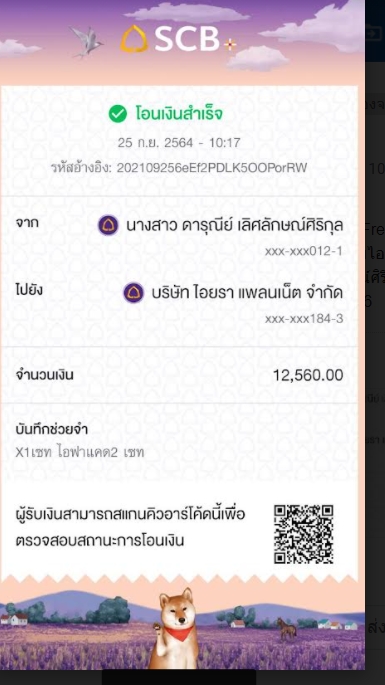 SCB+
โอนเงินสำเร็จ
25 ก.ย. 2564 - 10:17
รหัสอ้างอิง: 202109256eEf2PDLK5OOPorRW
จาก
นางสาว ดารุณีย์ เลิศลักษณ์ศิริกุล
xxx-xxx012-1
ไปยัง
บริษัท ไอยรา แพลนเน็ต จำกัด
xxx-xxx184-3
จำนวนเงิน 12,560.00
บันทึกช่วยจำ
X1เซท ไอฟาแคด2 เซท
ผู้รับเงินสามารถสแกนคิวอาร์โค้ดนี้เพื่อ
ตรวจสอบสถานะการโอนเงิน